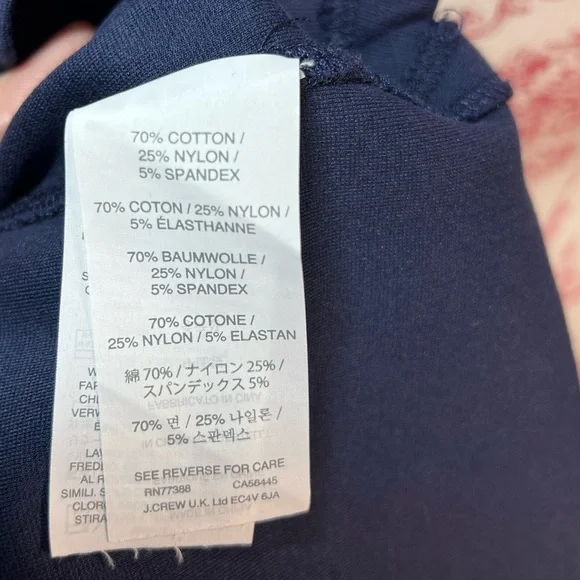 70% COTTON /
25% NYLON /
5% SPANDEX
70% COTON / 25% NYLON /
5% ÉLASTHANNE
70% BAUMWOLLE /
25% NYLON /
5% SPANDEX
70% COTONE /
25% NYLON / 5% ELASTAN
綿 70% / ナイロン 25% /
スパンデックス 5%
70% 면 / 25% 나일론 /
5% 스판덱스
SEE REVERSE FOR CARE
RN77388 CA56445
J.CREW U.K. Ltd EC4V 6JA
SIMILI.